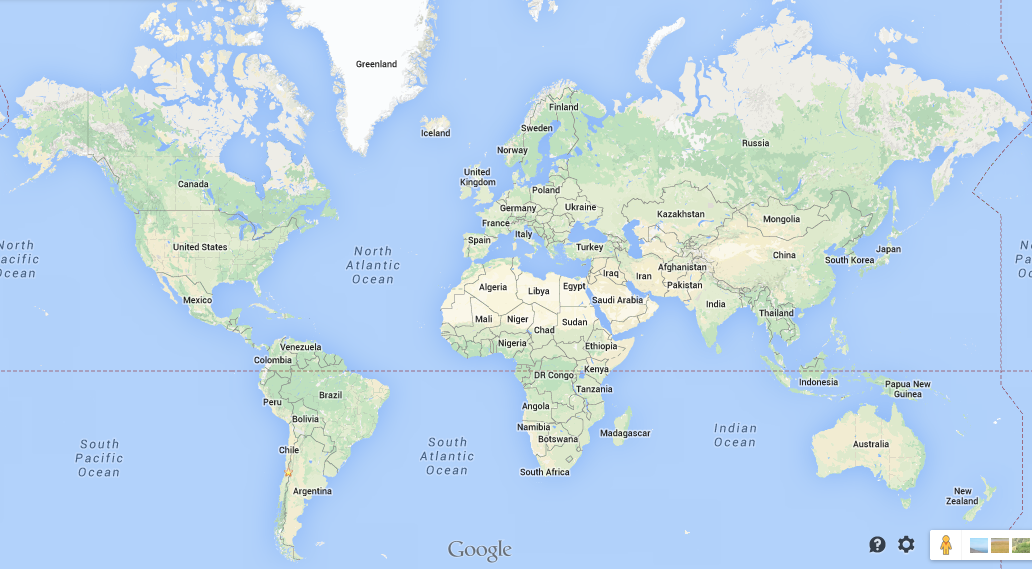 Greenland
Iceland
Finland
Sweden
Norway
Russia
United
Kingdom
Canada
Poland
Germany
Ukraine
France
Kazakhstan
Mongolia
Italy
Spain
Turkey
United States
North
Atlantic
Ocean
China
Japan
South Korea
North
acific
Ocean
N
Pa
O
Iraq
Iran
Afghanistan
Pakistan
Algeria
Libya
Egypt
Saudi Arabia
India
Mexico
Mali
Niger
Chad
Sudan
Thailand
Nigeria
Ethiopia
Venezuela
Colombia
Kenya
DR Congo
Tanzania
Indonesia
Papua New
Guinea
Peru
Brazil
Angola
Bolivia
Namibia
Botswana
Madagascar
Indian
Ocean
Australia
South
Pacific
Ocean
Chile
South
Atlantic
Ocean
South Africa
Argentina
New
Zealand
Google
?